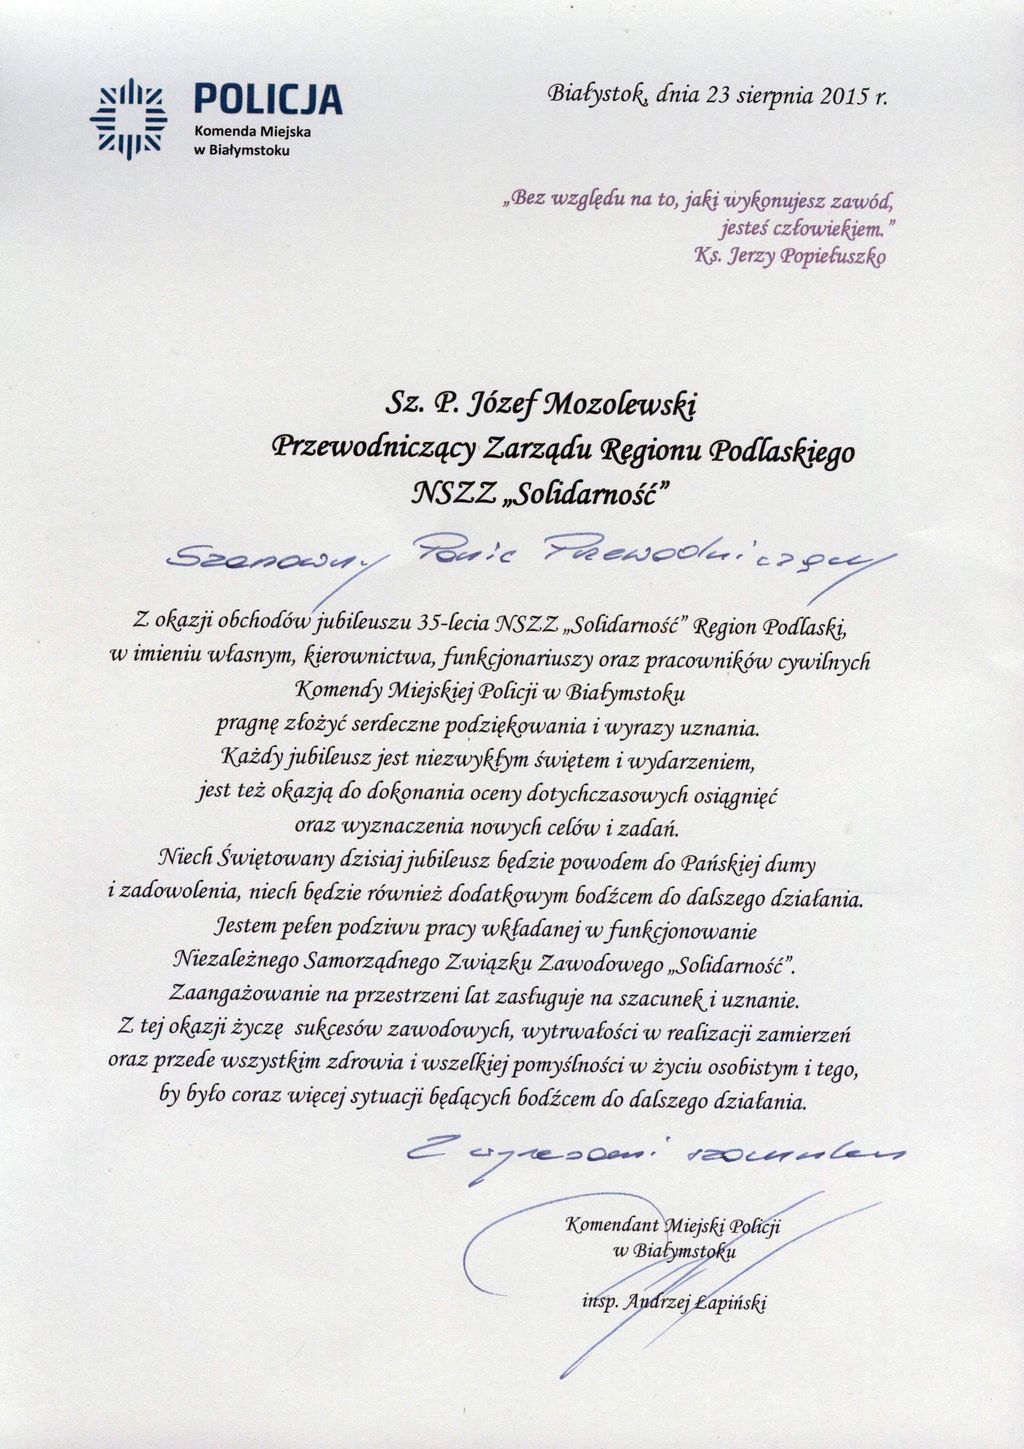 POLICJA
Komenda Miejska
w Białymstoku
Białystok, dnia 23 sierpnia 2015 r.
„Bez względu na to, jaki wykonujesz zawód,
jesteś człowiekiem.”
Ks. Jerzy Popiełuszko
Sz. P. Józef Mozolewski
Przewodniczący Zarządu Regionu Podlaskiego
NSZZ „Solidarność”
Szanowny Panie Przewodniczący
Z okazji obchodów jubileuszu 35-lecia NSZZ „Solidarność” Region Podlaski,
w imieniu własnym, kierownictwa, funkcjonariuszy oraz pracowników cywilnych
Komendy Miejskiej Policji w Białymstoku
pragnę złożyć serdeczne podziękowania i wyrazy uznania.
Każdy jubileusz jest niezwykłym świętem i wydarzeniem,
jest też okazją do dokonania oceny dotychczasowych osiągnięć
oraz wyznaczenia nowych celów i zadań.
Niech Świętowany dzisiaj jubileusz będzie powodem do Pańskiej dumy
i zadowolenia, niech będzie również dodatkowym bodźcem do dalszego działania.
Jestem pełen podziwu pracy wkładanej w funkcjonowanie
Niezależnego Samorządnego Związku Zawodowego „Solidarność”.
Zaangażowanie na przestrzeni lat zasługuje na szacunek i uznanie.
Z tej okazji życzę sukcesów zawodowych, wytrwałości w realizacji zamierzeń
oraz przede wszystkim zdrowia i wszelkiej pomyślności w życiu osobistym i tego,
by było coraz więcej sytuacji będących bodźcem do dalszego działania.
Z wyrazami szacunku
Komendant Miejski Policji
w Białymstoku
insp. Andrzej Łapiński